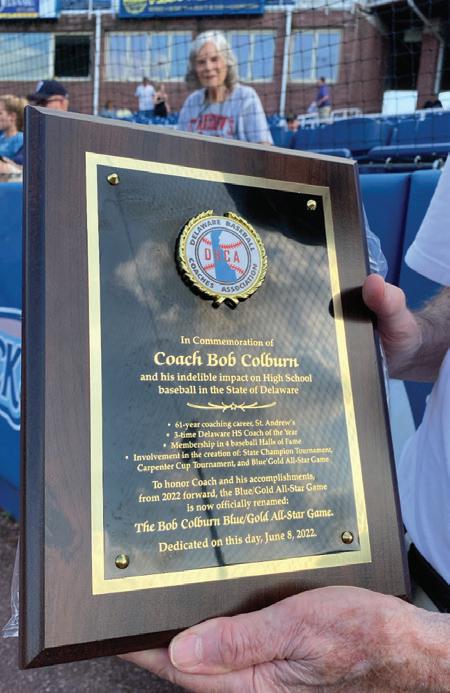 DELAWARE BASEBALL
DBCA
COACHES ASSOCIATION
In Commemoration of
Coach Bob Colburn
and his indelible impact on High School
baseball in the State of Delaware
• 61-year coaching career, St. Andrew's
• 3-time Delaware HS Coach of the Year
• Membership in 4 baseball Halls of Fame
• Involvement in the creation of: State Champion Tournament,
Carpenter Cup Tournament, and Blue/Gold All-Star Game
To honor Coach and his accomplishments,
from 2022 forward, the Blue/Gold All-Star Game
is now officially renamed:
The Bob Colburn Blue/Gold All-Star Game.
Dedicated on this day, June 8, 2022.